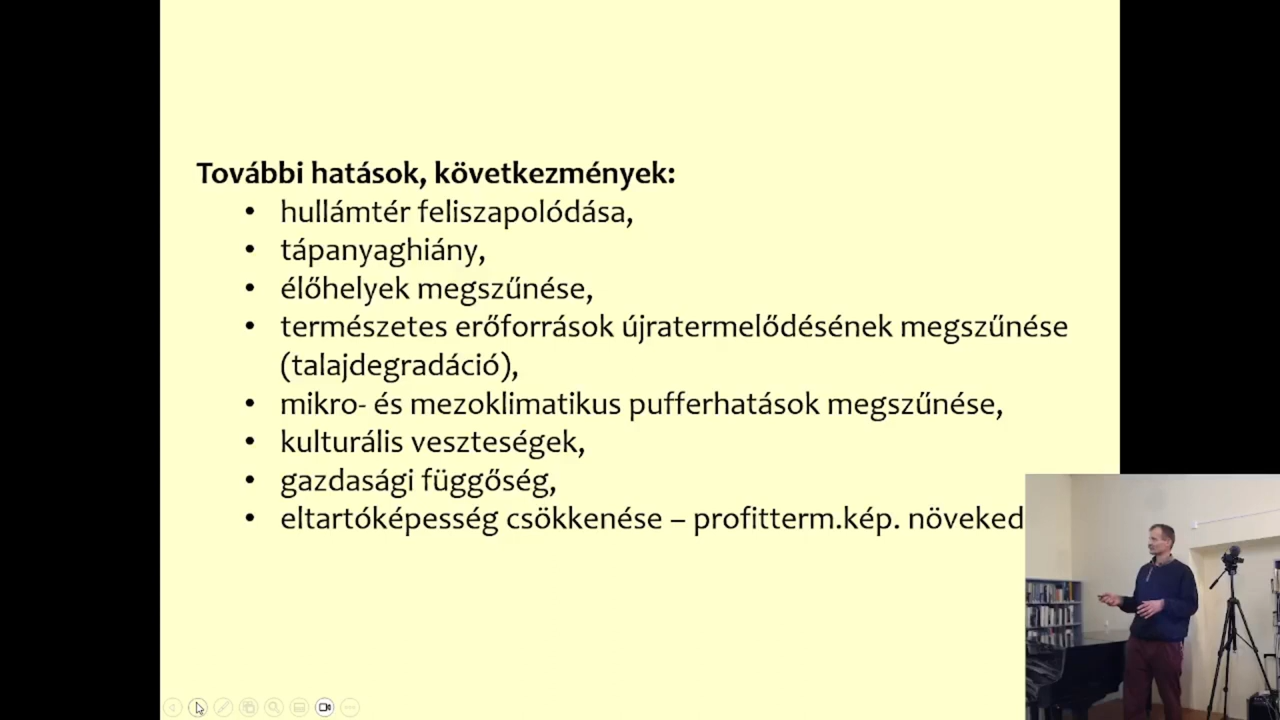 További hatások, következmények:
• hullámtér feliszapolódása,
• tápanyaghiány,
• élőhelyek megszűnése,
• természetes erőforrások újratermelődésének megszűnése
(talajdegradáció),
• mikro- és mezoklimatikus pufferhatások megszűnése,
• kulturális veszteségek,
• gazdasági függőség,
• eltartóképesség csökkenése – profitterm.kép. növeked